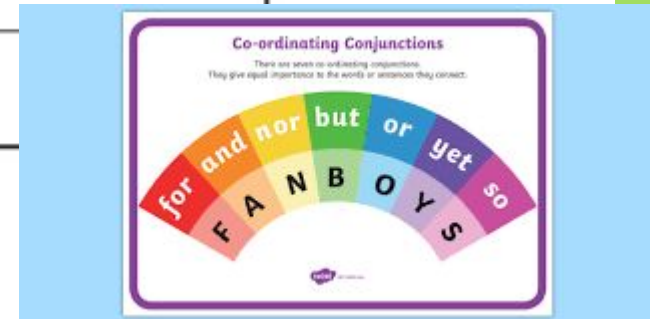 Co-ordinating Conjunctions
There are seven co-ordinating conjunctions.
They give equal importance to the words or sentences they connect.
for and nor but or yet so
F A N B O Y S